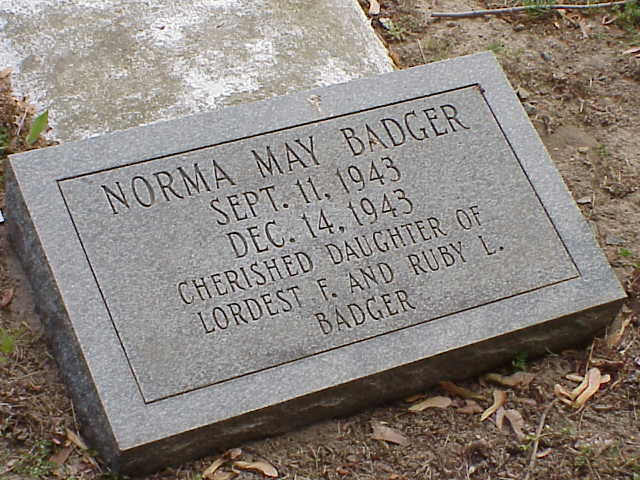 NORMA MAY BADGER
SEPT. 11, 1943
DEC. 14, 1943
CHERISHED DAUGHTER OF
LORDEST F. AND RUBY L.
BADGER